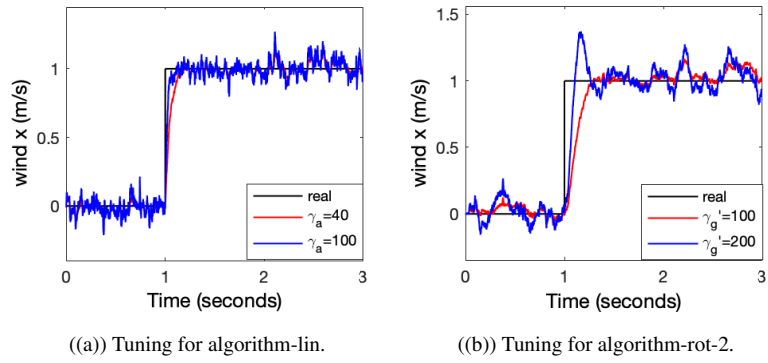 wind x (m/s)
1
0.5
0
real
γa=40
γa=100
0 1 2 3
Time (seconds)
((a)) Tuning for algorithm-lin.
wind x (m/s)
1.5
1
0.5
0
real
γg'=100
γg'=200
0 1 2 3
Time (seconds)
((b)) Tuning for algorithm-rot-2.